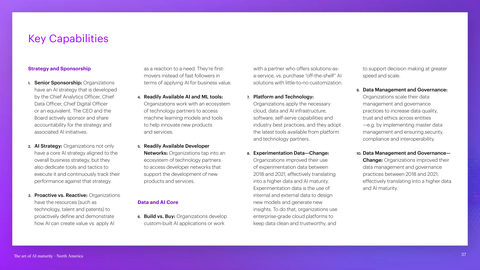 Key Capabilities
Strategy and Sponsorship
1. Senior Sponsorship: Organizations
have an AI strategy that is developed
by the Chief Analytics Officer, Chief
Data Officer, Chief Digital Officer
or an equivalent. The CEO and the
Board actively sponsor and share
accountability for the strategy and
associated AI initiatives.
2. AI Strategy: Organizations not only
have a core AI strategy aligned to the
overall business strategy, but they
also dedicate tools and tactics to
execute it and continuously track their
performance against that strategy.
3. Proactive vs. Reactive: Organizations
have the resources (such as
technology, talent and patents) to
proactively define and demonstrate
how AI can create value vs. apply AI
as a reaction to a need. They're first-
movers instead of fast followers in
terms of applying AI for business value.
4. Readily Available AI and ML tools:
Organizations work with an ecosystem
of technology partners to access
machine learning models and tools
to help innovate new products
and services.
5. Readily Available Developer
Networks: Organizations tap into an
ecosystem of technology partners
to access developer networks that
support the development of new
products and services.
Data and AI Core
6. Build vs. Buy: Organizations develop
custom-built AI applications or work
with a partner who offers solutions-as-
a-service, vs. purchase "off-the-shelf" AI
solutions with little-to-no customization.
7. Platform and Technology:
Organizations apply the necessary
cloud, data and AI infrastructure,
software, self-serve capabilities and
industry best practices, and they adopt
the latest tools available from platform
and technology partners.
8. Experimentation Data—Change:
Organizations improved their use
of experimentation data between
2018 and 2021, effectively translating
into a higher data and AI maturity.
Experimentation data is the use of
internal and external data to design
new models and generate new
insights. To do that, organizations use
enterprise-grade cloud platforms to
keep data clean and trustworthy, and
to support decision making at greater
speed and scale.
9. Data Management and Governance:
Organizations scale their data
management and governance
practices to increase data quality,
trust and ethics across entities
—e.g. by implementing master data
management and ensuring security,
compliance and interoperability.
10. Data Management and Governance—
Change: Organizations improved their
data management and governance
practices between 2018 and 2021,
effectively translating into a higher data
and AI maturity.
The art of AI maturity - North America
37